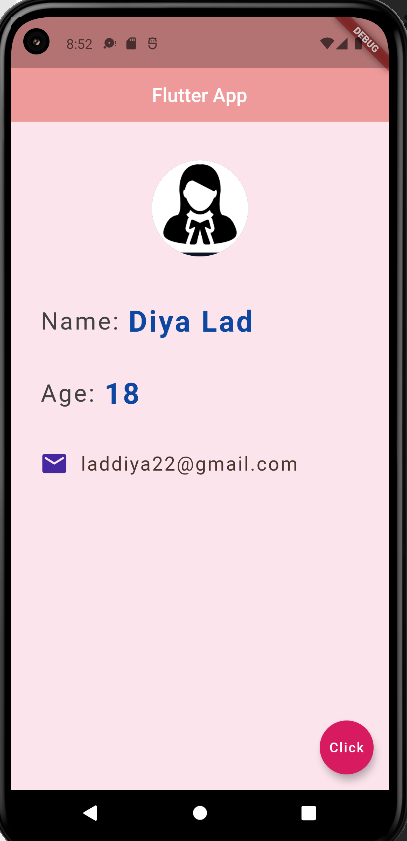 8:52
DEBUG
Flutter App
Name: Diya Lad
Age: 18
laddiya22@gmail.com
Click